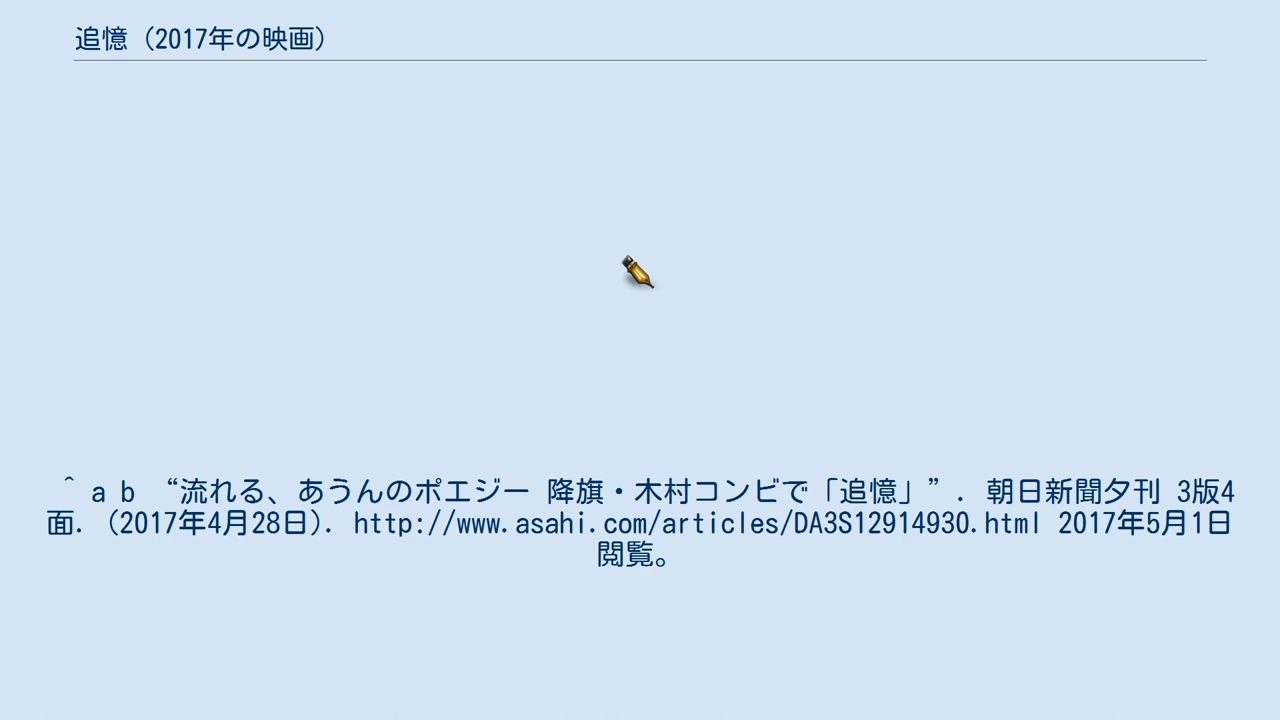 追憶（2017年の映画）
^ a b “流れる、あうんのポエジー 降旗・木村コンビで「追憶」”. 朝日新聞夕刊 3版4
面. (2017年4月28日). http://www.asahi.com/articles/DA3S12914930.html 2017年5月1日
閲覧。